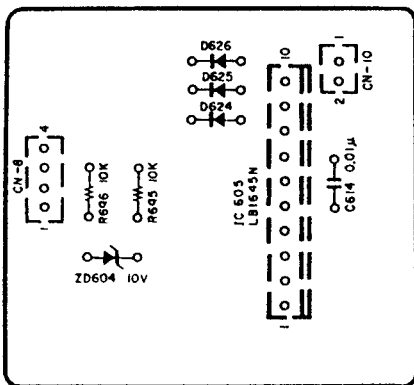 D626
D625
D624
10
1
2
CN-10
IC 605
LB1645N
1
C614 0.01μ
CN-8
4
1
R696 10K
R695 10K
ZD604 10V